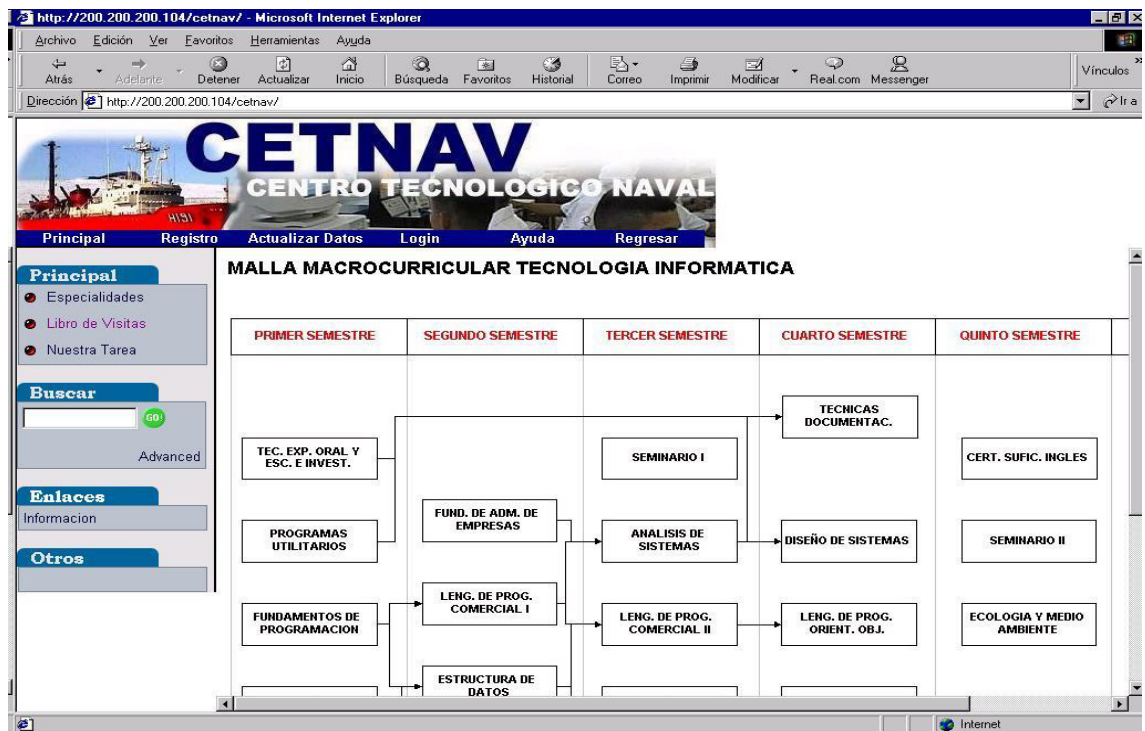 http://200.200.200.104/cetnav/ - Microsoft Internet Explorer
Archivo Edición Ver Favoritos Herramientas Ayuda
Atrás Adelante Detener Actualizar Inicio Búsqueda Favoritos Historial Correo Imprimir Modificar Real.com Messenger Vínculos »
Dirección http://200.200.200.104/cetnav/ Ir a
CETNAV
CENTRO TECNOLOGICO NAVAL
H191
Principal Registro Actualizar Datos Login Ayuda Regresar
Principal
Especialidades
Libro de Visitas
Nuestra Tarea
Buscar
GO!
Advanced
Enlaces
Informacion
Otros
MALLA MACROCURRICULAR TECNOLOGIA INFORMATICA
PRIMER SEMESTRE SEGUNDO SEMESTRE TERCER SEMESTRE CUARTO SEMESTRE QUINTO SEMESTRE
TEC. EXP. ORAL Y
ESC. E INVEST.
PROGRAMAS
UTILITARIOS
FUNDAMENTOS DE
PROGRAMACION
FUND. DE ADM. DE
EMPRESAS
LENG. DE PROG.
COMERCIAL I
ESTRUCTURA DE
DATOS
SEMINARIO I
ANALISIS DE
SISTEMAS
LENG. DE PROG.
COMERCIAL II
TECNICAS
DOCUMENTAC.
DISEÑO DE SISTEMAS
LENG. DE PROG.
ORIENT. OBJ.
CERT. SUFIC. INGLES
SEMINARIO II
ECOLOGIA Y MEDIO
AMBIENTE
Internet